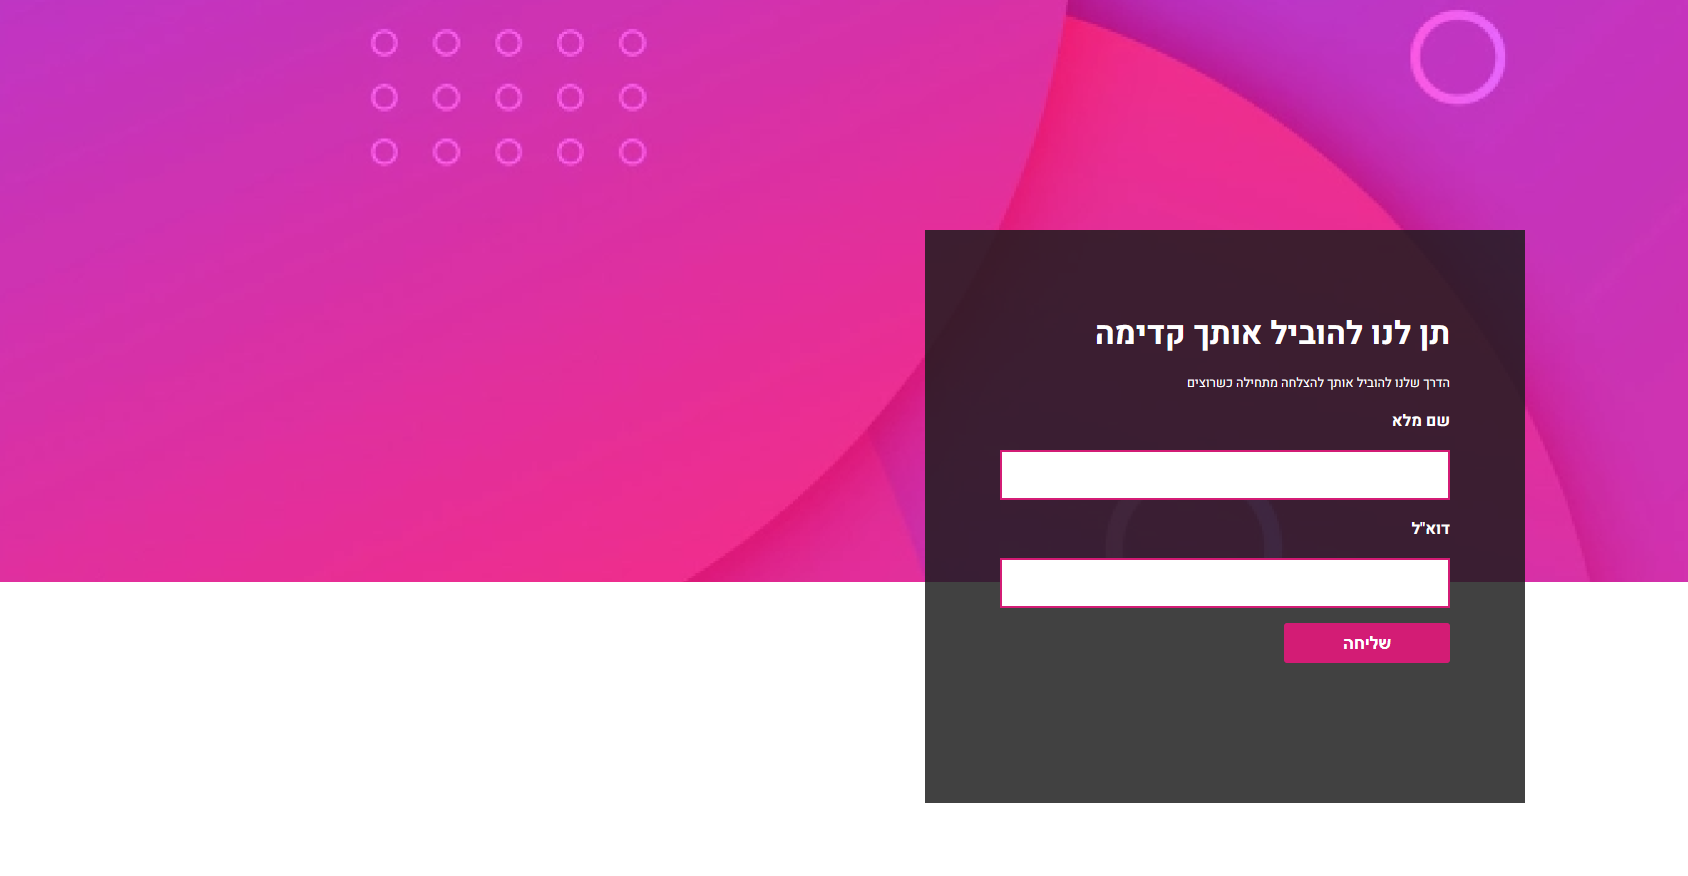 תן לנו להוביל אותך קדימה
הדרך שלנו להוביל אותך להצלחה מתחילה כשרוצים
שם מלא
דוא"ל
שליחה